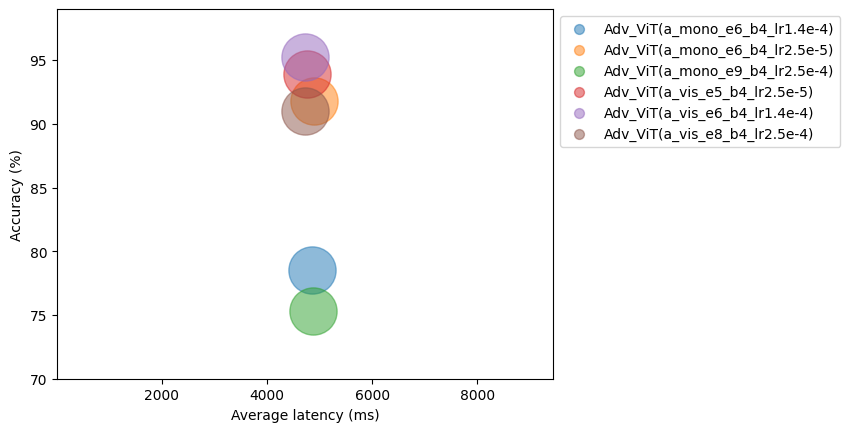 95
90
85
80
75
70
Accuracy (%)
2000
4000
6000
8000
Average latency (ms)
Adv_ViT(a_mono_e6_b4_lr1.4e-4)
Adv_ViT(a_mono_e6_b4_lr2.5e-5)
Adv_ViT(a_mono_e9_b4_lr2.5e-4)
Adv_ViT(a_vis_e5_b4_lr2.5e-5)
Adv_ViT(a_vis_e6_b4_lr1.4e-4)
Adv_ViT(a_vis_e8_b4_lr2.5e-4)